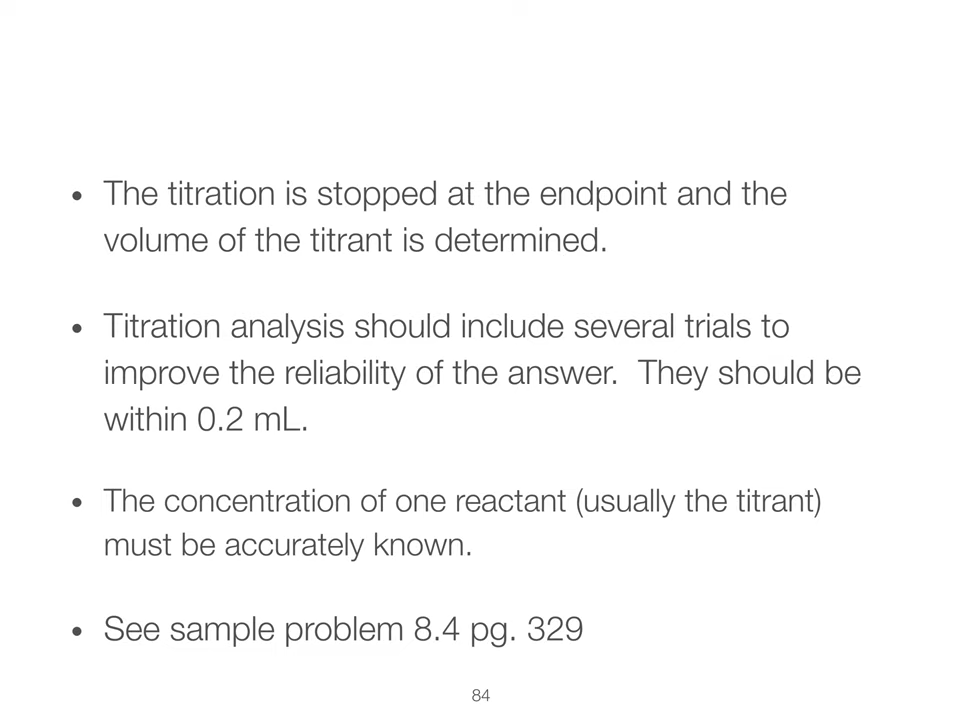 • The titration is stopped at the endpoint and the
volume of the titrant is determined.
• Titration analysis should include several trials to
improve the reliability of the answer.  They should be
within 0.2 mL.
• The concentration of one reactant (usually the titrant)
must be accurately known.
• See sample problem 8.4 pg. 329
84